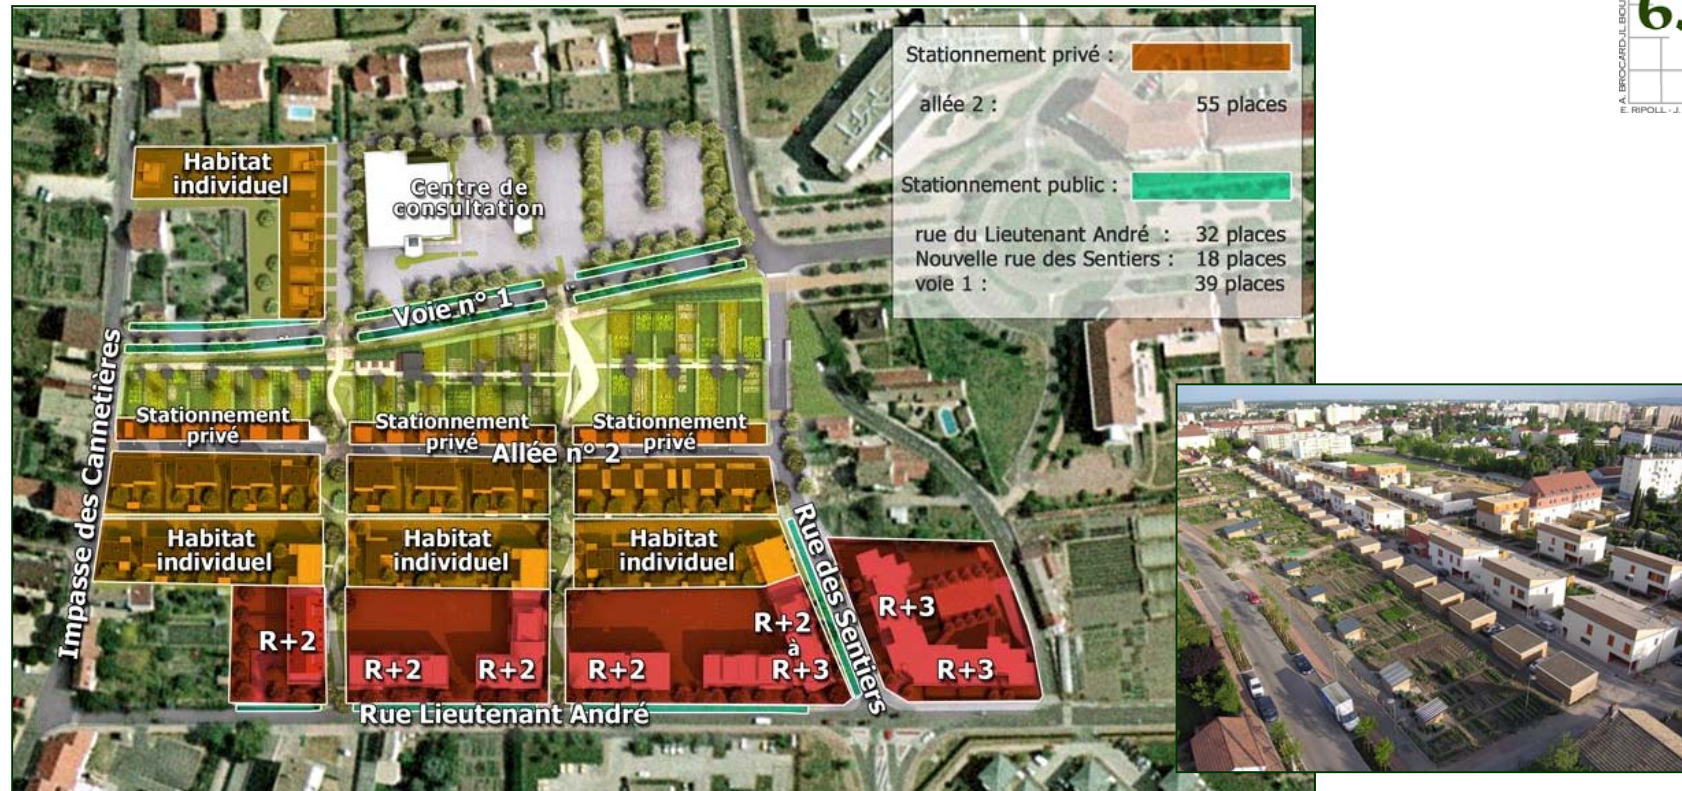 Stationnement privé :
allée 2 : 55 places
Stationnement public :
rue du Lieutenant André : 32 places
Nouvelle rue des Sentiers : 18 places
voie 1 : 39 places
Habitat
individuel
Centre de
consultation
Voie n° 1
Impasse des Cannetières
Stationnement
privé
Stationnement
privé
Stationnement
privé
Allée n° 2
Habitat
individuel
Habitat
individuel
Habitat
individuel
Rue des Sentiers
R+2
R+2
R+2
R+2
R+2
à
R+3
R+3
R+3
Rue Lieutenant André
A. BROCARD
E. RIPOLL - J.